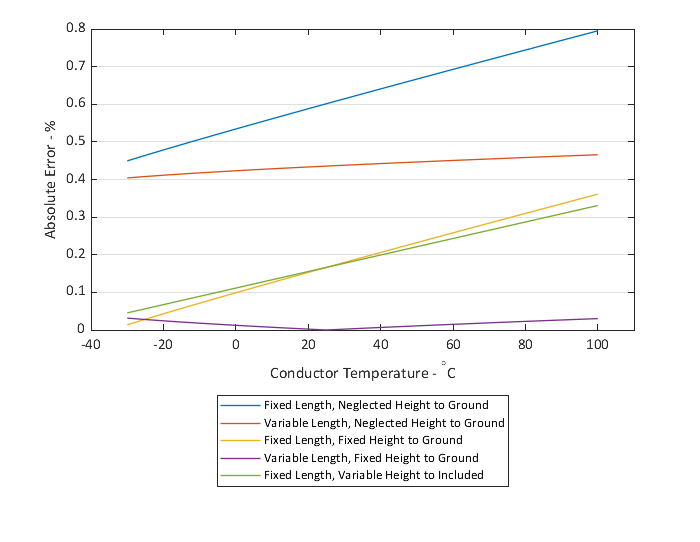 0.8
0.7
0.6
0.5
0.4
0.3
0.2
0.1
0
Absolute Error - %
-40 -20 0 20 40 60 80 100
Conductor Temperature - °C
Fixed Length, Neglected Height to Ground
Variable Length, Neglected Height to Ground
Fixed Length, Fixed Height to Ground
Variable Length, Fixed Height to Ground
Fixed Length, Variable Height to Included